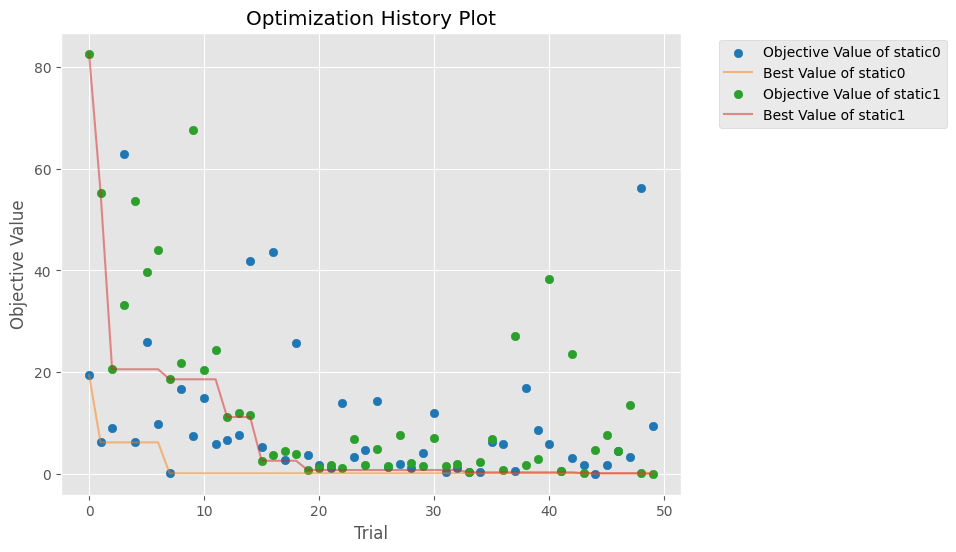 Optimization History Plot
Objective Value of static0
Best Value of static0
Objective Value of static1
Best Value of static1
Objective Value
80
60
40
20
0
0 10 20 30 40 50
Trial